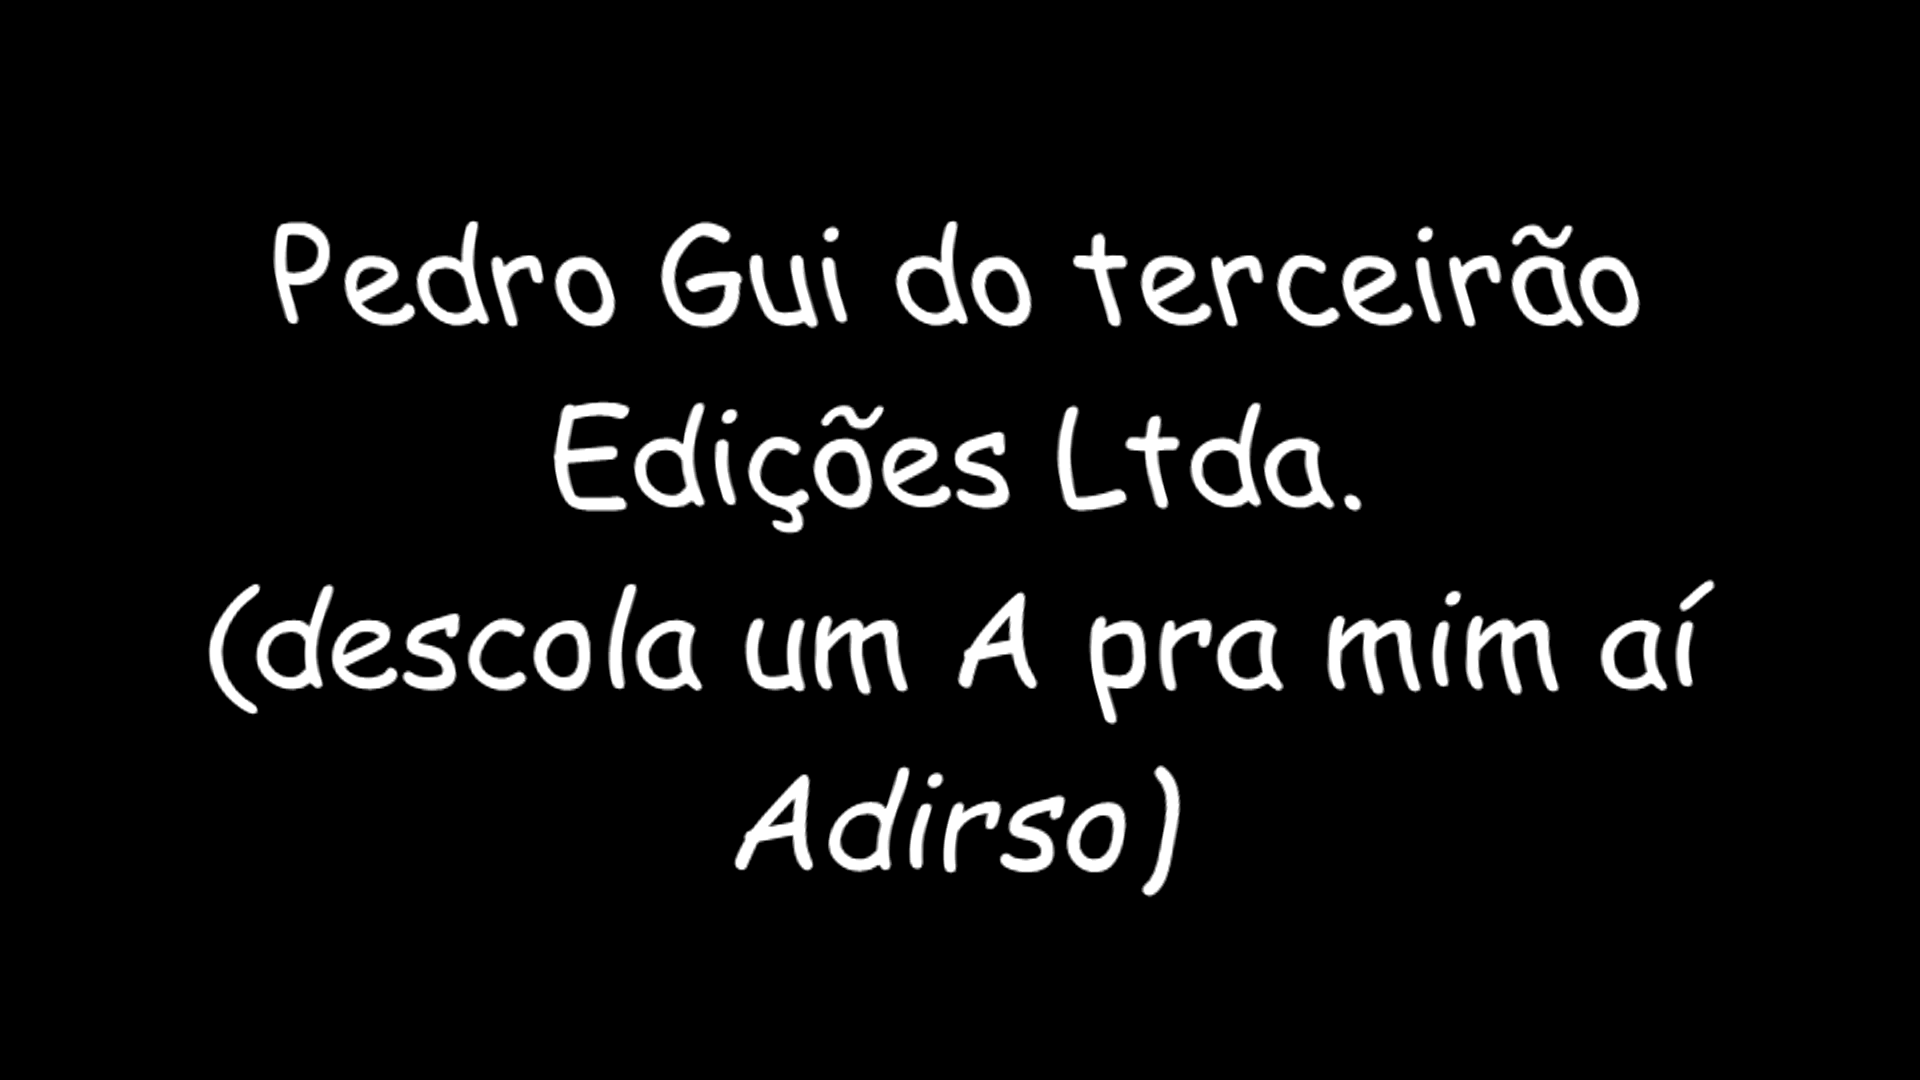 Pedro Gui do terceirão
Edições Ltda.
(descola um A pra mim aí
Adirso)